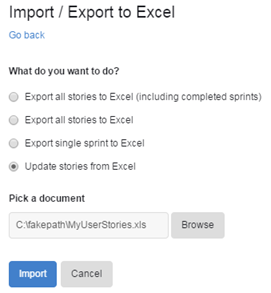 Import / Export to Excel
Go back
What do you want to do?
Export all stories to Excel (including completed sprints)
Export all stories to Excel
Export single sprint to Excel
Update stories from Excel
Pick a document
C:\fakepath\MyUserStories.xls Browse
Import Cancel